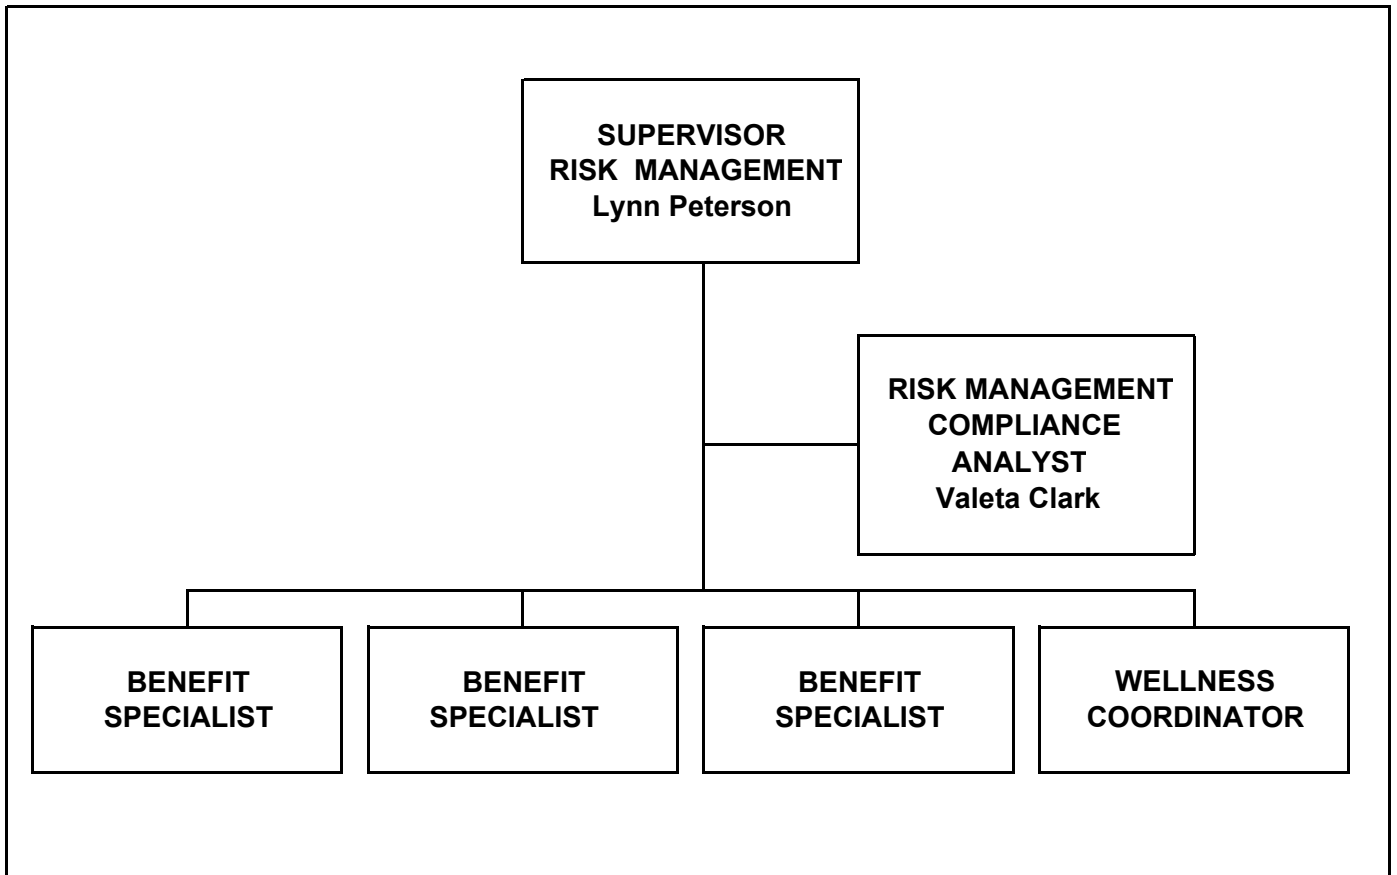 SUPERVISOR
RISK MANAGEMENT
Lynn Peterson
RISK MANAGEMENT
COMPLIANCE
ANALYST
Valeta Clark
BENEFIT
SPECIALIST
BENEFIT
SPECIALIST
BENEFIT
SPECIALIST
WELLNESS
COORDINATOR